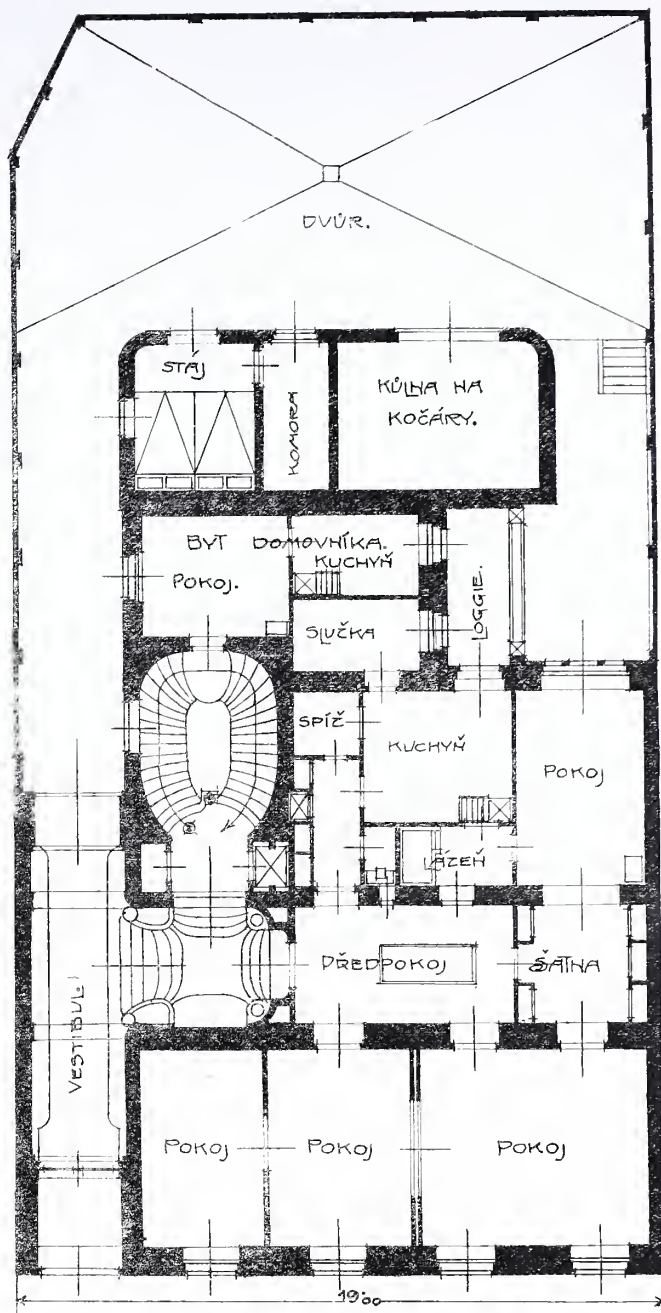 DVŮR.
STÁJ
KOMORA
KŮLNA NA
KOČÁRY.
BYT DOMOVNÍKA.
POKOJ.
KUCHYŇ
SLUČKA
LOGGIE.
SPÍŽ
KUCHYŇ
POKOJ
LÁZEŇ
PŘEDPOKOJ
ŠATNA
VESTIBUL.
POKOJ
POKOJ
POKOJ
19.00